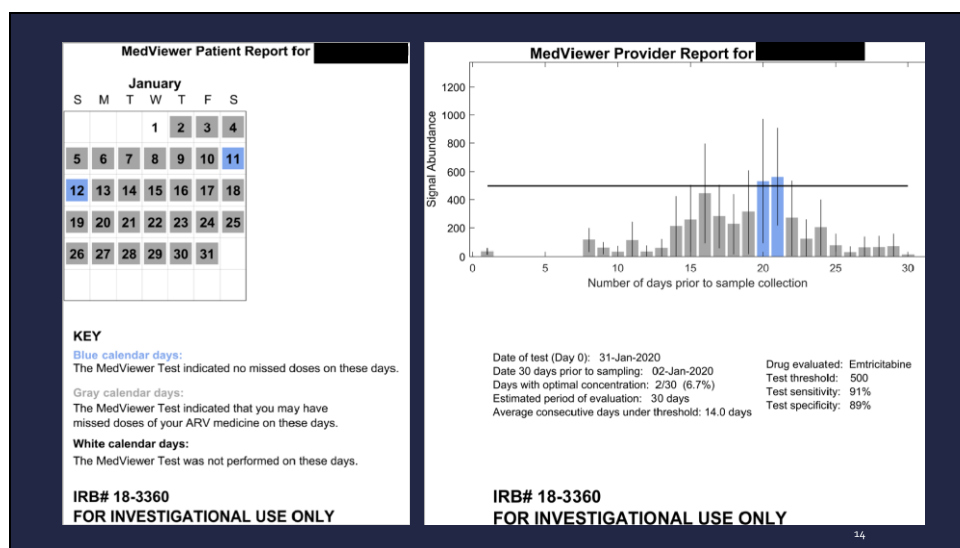 MedViewer Patient Report for
January
S M T W T F S
1 2 3 4
5 6 7 8 9 10 11
12 13 14 15 16 17 18
19 20 21 22 23 24 25
26 27 28 29 30 31
KEY
Blue calendar days:
The MedViewer Test indicated no missed doses on these days.
Gray calendar days:
The MedViewer Test indicated that you may have
missed doses of your ARV medicine on these days.
White calendar days:
The MedViewer Test was not performed on these days.
IRB# 18-3360
FOR INVESTIGATIONAL USE ONLY
MedViewer Provider Report for
Signal Abundance
1200
1000
800
600
400
200
0
0 5 10 15 20 25 30
Number of days prior to sample collection
Date of test (Day 0): 31-Jan-2020
Date 30 days prior to sampling: 02-Jan-2020
Days with optimal concentration: 2/30 (6.7%)
Estimated period of evaluation: 30 days
Average consecutive days under threshold: 14.0 days
Drug evaluated: Emtricitabine
Test threshold: 500
Test sensitivity: 91%
Test specificity: 89%
IRB# 18-3360
FOR INVESTIGATIONAL USE ONLY
14